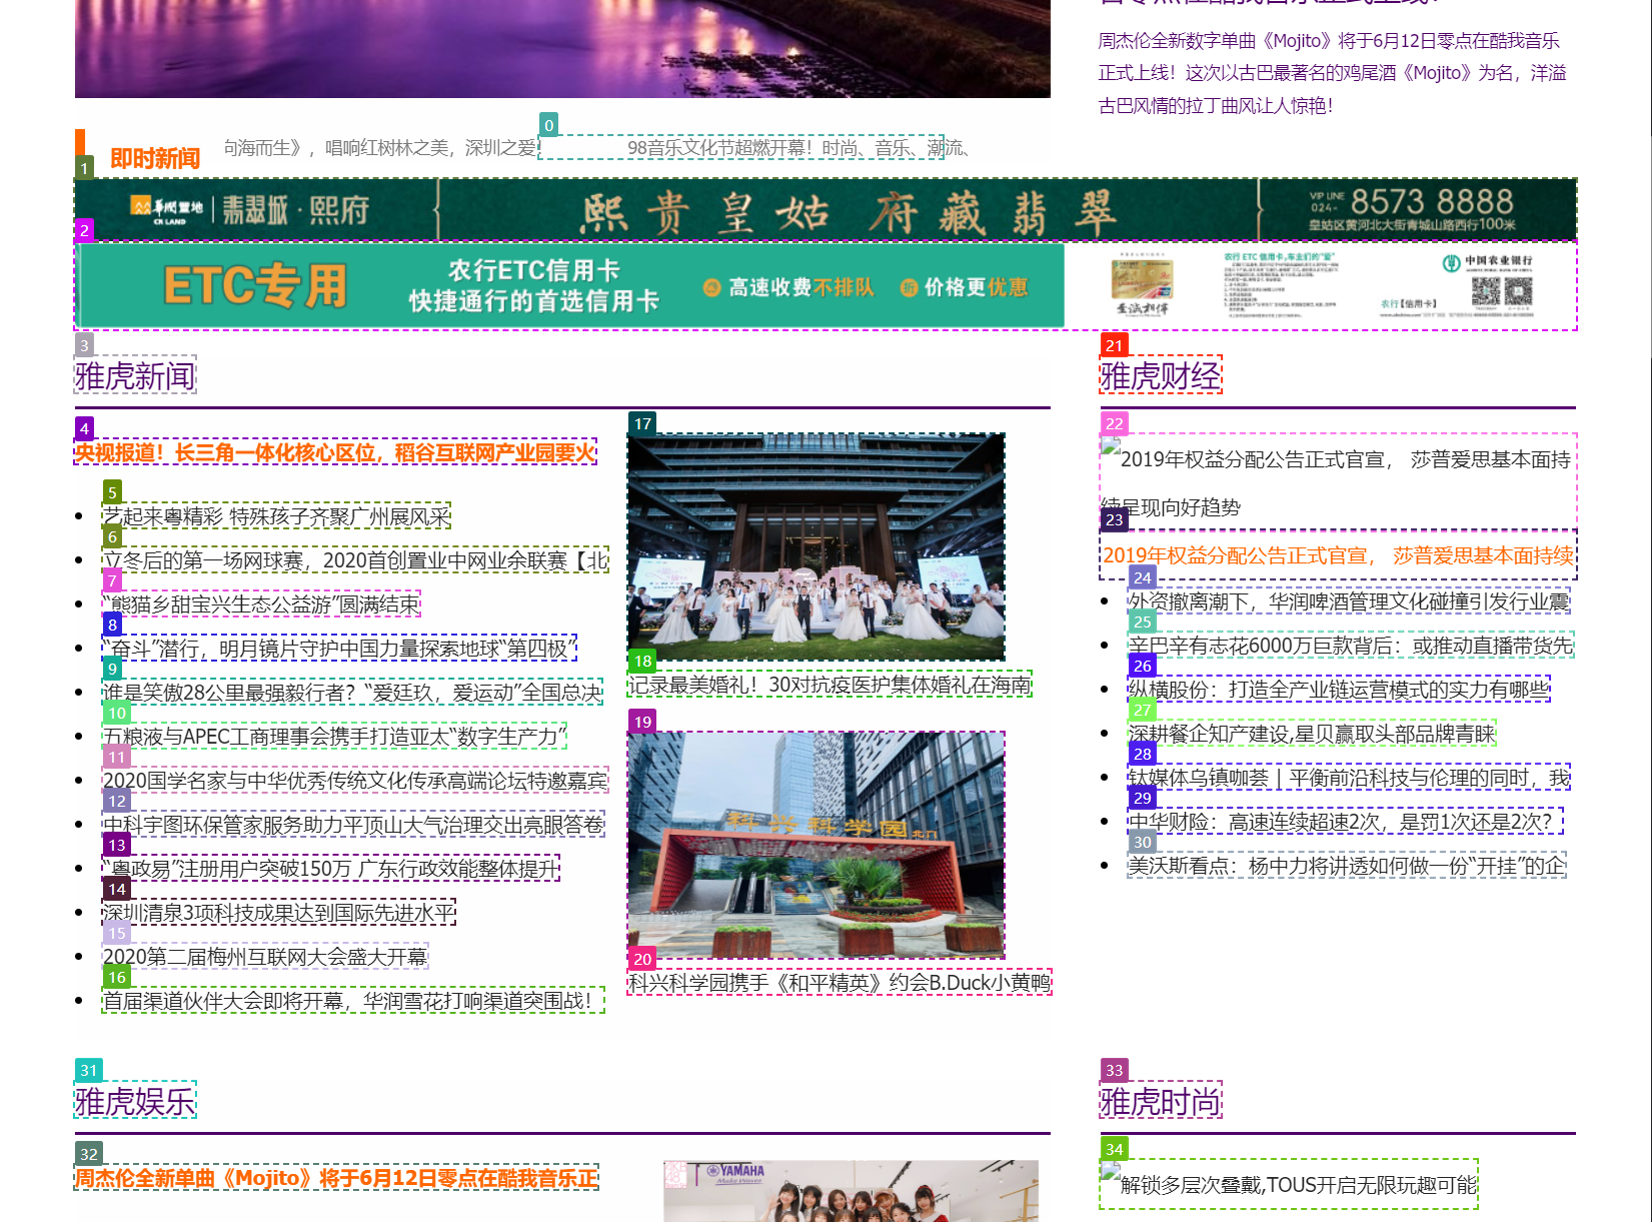 周杰伦全新数字单曲《Mojito》将于6月12日零点在酷我音乐
正式上线！这次以古巴最著名的鸡尾酒《Mojito》为名，洋溢
古巴风情的拉丁曲风让人惊艳！
0
即时新闻
向海而生》，唱响红树林之美，深圳之爱！
98音乐文化节超燃开幕！时尚、音乐、潮流、
1
华润置地
CR LAND
翡翠城·熙府
熙贵皇姑 府藏翡翠
VIP LINE
024-
8573 8888
皇姑区黄河北大街青城山路西行100米
2
ETC专用
农行ETC信用卡
快捷通行的首选信用卡
高速收费不排队
价格更优惠
农行 ETC 信用卡,车主们的“爱”
中国农业银行
农行【信用卡】
3
雅虎新闻
4
央视报道！长三角一体化核心区位，稻谷互联网产业园要火
5
艺起来粤精彩 特殊孩子齐聚广州展风采
6
立冬后的第一场网球赛，2020首创置业中网业余联赛【北
7
“熊猫乡甜宝兴生态公益游”圆满结束
8
“奋斗”潜行，明月镜片守护中国力量探索地球“第四极”
9
谁是笑傲28公里最强毅行者？“爱廷玖，爱运动”全国总决
10
五粮液与APEC工商理事会携手打造亚太“数字生产力”
11
2020国学名家与中华优秀传统文化传承高端论坛特邀嘉宾
12
中科宇图环保管家服务助力平顶山大气治理交出亮眼答卷
13
“粤政易”注册用户突破150万 广东行政效能整体提升
14
深圳清泉3项科技成果达到国际先进水平
15
2020第二届梅州互联网大会盛大开幕
16
首届渠道伙伴大会即将开幕，华润雪花打响渠道突围战！
17
18
记录最美婚礼！30对抗疫医护集体婚礼在海南
19
科兴科学园 北门
20
科兴科学园携手《和平精英》约会B.Duck小黄鸭
21
雅虎财经
22
2019年权益分配公告正式官宣， 莎普爱思基本面持
续呈现向好趋势
23
2019年权益分配公告正式官宣， 莎普爱思基本面持续
24
外资撤离潮下，华润啤酒管理文化碰撞引发行业震
25
辛巴辛有志花6000万巨款背后：或推动直播带货先
26
纵横股份：打造全产业链运营模式的实力有哪些
27
深耕餐企知产建设,星贝赢取头部品牌青睐
28
钛媒体乌镇咖荟 | 平衡前沿科技与伦理的同时，我
29
中华财险：高速连续超速2次，是罚1次还是2次？
30
美沃斯看点：杨中力将讲透如何做一份“开挂”的企
31
雅虎娱乐
32
周杰伦全新单曲《Mojito》将于6月12日零点在酷我音乐正
YAMAHA
Make Waves
33
雅虎时尚
34
解锁多层次叠戴,TOUS开启无限玩趣可能